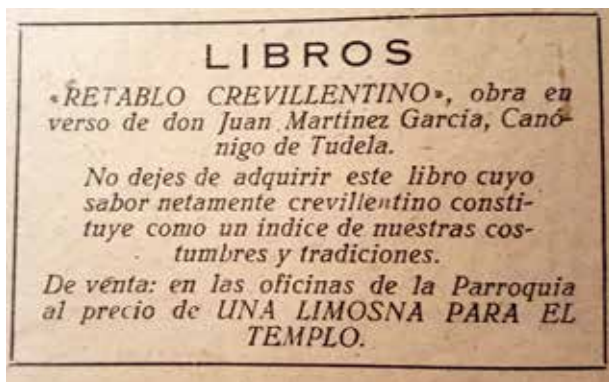 LIBROS
«RETABLO CREVILLENTINO», obra en
verso de don Juan Martínez García, Canó-
nigo de Tudela.
No dejes de adquirir este libro cuyo
sabor netamente crevillentino consti-
tuye como un índice de nuestras cos-
tumbres y tradiciones.
De venta: en las oficinas de la Parroquia
al precio de UNA LIMOSNA PARA EL
TEMPLO.